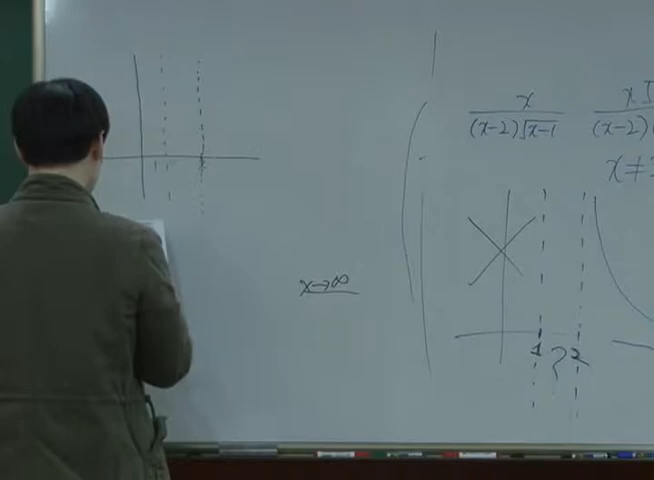 x→∞
x
(x-2)√x-1
x√
(x-2)
x≠
1 ? 2